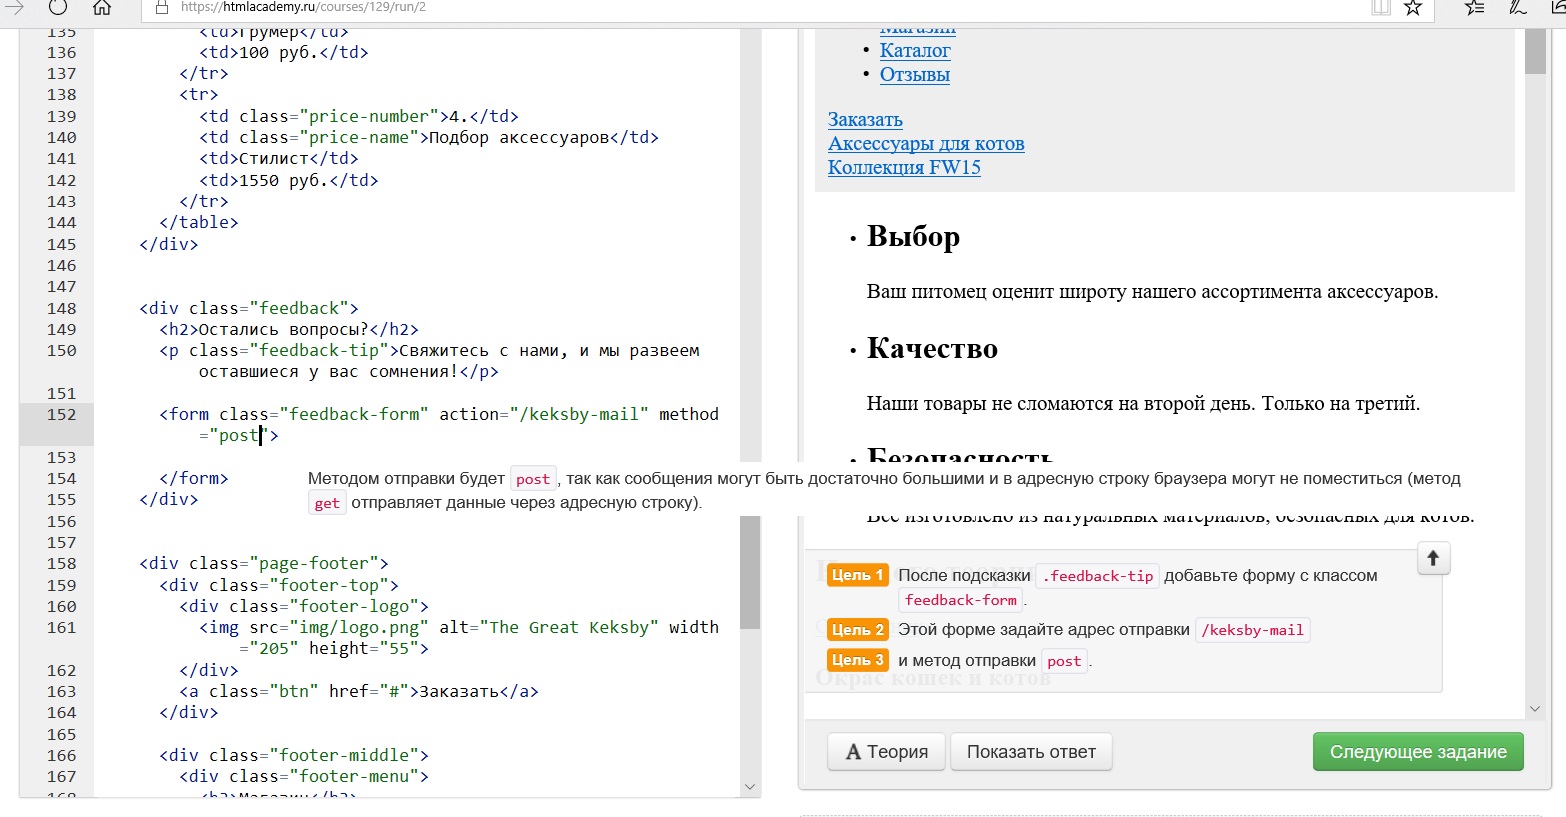 https://htmlacademy.ru/courses/129/run/2
135 <td>Грумер</td>
136 <td>100 руб.</td>
137 </tr>
138 <tr>
139 <td class="price-number">4.</td>
140 <td class="price-name">Подбор аксессуаров</td>
141 <td>Стилист</td>
142 <td>1550 руб.</td>
143 </tr>
144 </table>
145 </div>
146
147
148 <div class="feedback">
149 <h2>Остались вопросы?</h2>
150 <p class="feedback-tip">Свяжитесь с нами, и мы развеем
оставшиеся у вас сомнения!</p>
151
152 <form class="feedback-form" action="/keksby-mail" method
="post">
153
154 </form>
155 </div>
156
157
158 <div class="page-footer">
159 <div class="footer-top">
160 <div class="footer-logo">
161 <img src="img/logo.png" alt="The Great Keksby" width
="205" height="55">
162 </div>
163 <a class="btn" href="#">Заказать</a>
164 </div>
165
166 <div class="footer-middle">
167 <div class="footer-menu">
168 <h2>Магазин</h2>
Магазин
• Каталог
• Отзывы
Заказать
Аксессуары для котов
Коллекция FW15
• Выбор
Ваш питомец оценит широту нашего ассортимента аксессуаров.
• Качество
Наши товары не сломаются на второй день. Только на третий.
• Безопасность
Методом отправки будет post, так как сообщения могут быть достаточно большими и в адресную строку браузера могут не поместиться (метод
get отправляет данные через адресную строку).
Все изготовлено из натуральных материалов, безопасных для котов.
Цель 1 После подсказки .feedback-tip добавьте форму с классом
feedback-form.
Цель 2 Этой форме задайте адрес отправки /keksby-mail
Цель 3 и метод отправки post.
Окрас кошек и котов
A Теория
Показать ответ
Следующее задание